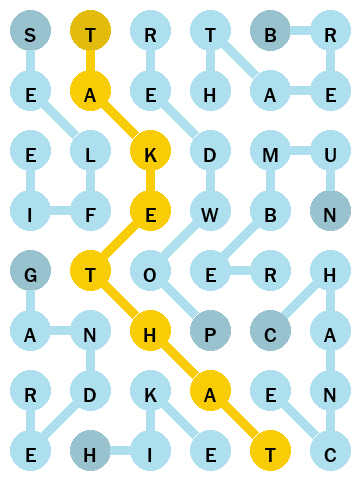 S T R T B R
E A E H A E
E L K D M U
I F E W B N
G T O E R H
A N H P C A
R D K A E N
E H I E T C